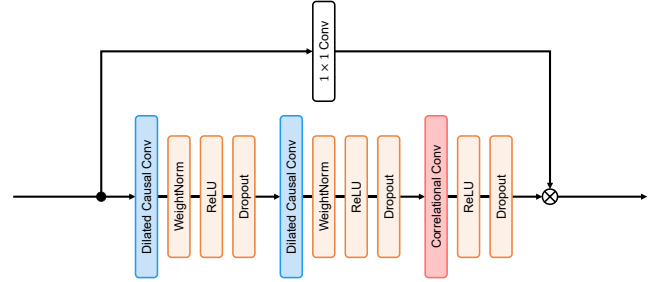 1 × 1 Conv
Dilated Causal Conv
WeightNorm
ReLU
Dropout
Dilated Causal Conv
WeightNorm
ReLU
Dropout
Correlational Conv
ReLU
Dropout